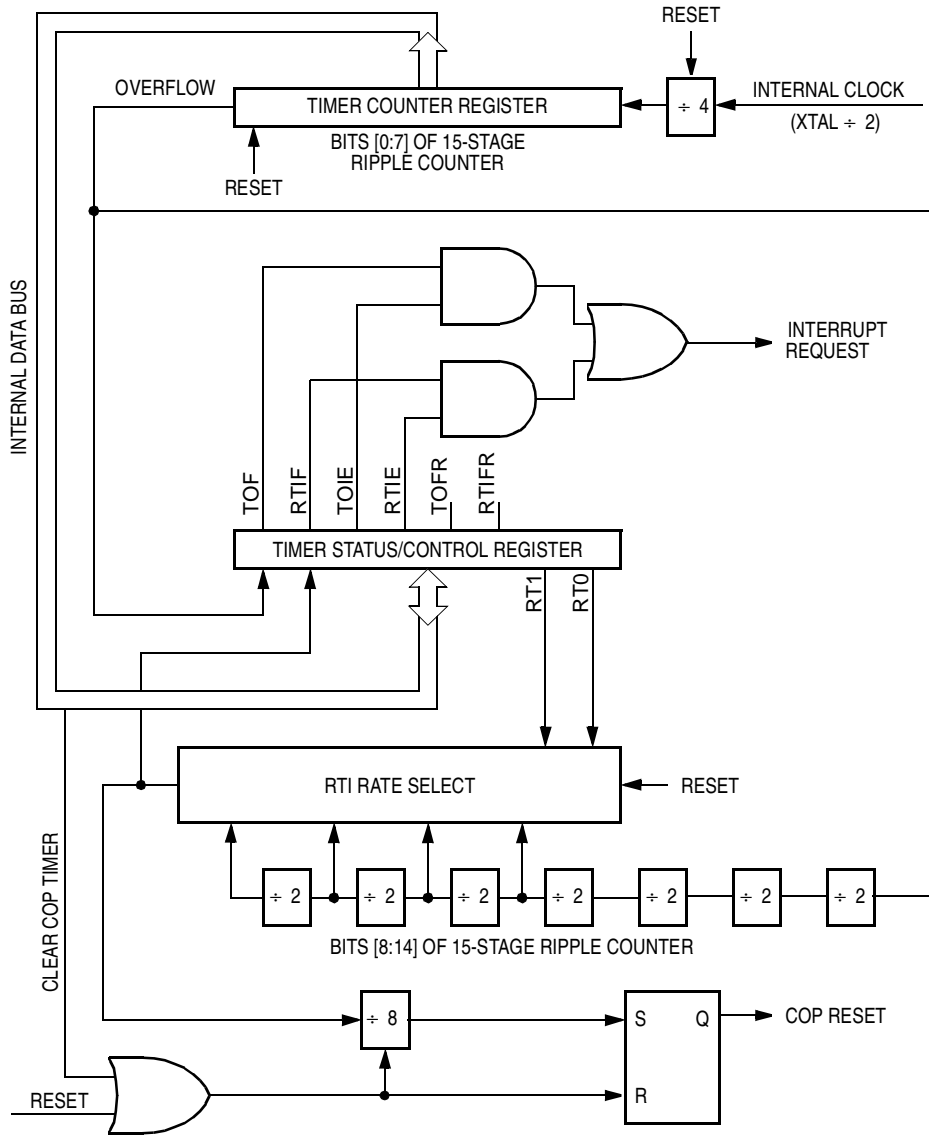 RESET
OVERFLOW
TIMER COUNTER REGISTER
÷ 4
INTERNAL CLOCK
(XTAL ÷ 2)
BITS [0:7] OF 15-STAGE
RIPPLE COUNTER
RESET
INTERNAL DATA BUS
INTERRUPT
REQUEST
TOF
RTIF
TOIE
RTIE
TOFR
RTIFR
TIMER STATUS/CONTROL REGISTER
RT1
RT0
RTI RATE SELECT
RESET
CLEAR COP TIMER
÷ 2
÷ 2
÷ 2
÷ 2
÷ 2
÷ 2
÷ 2
BITS [8:14] OF 15-STAGE RIPPLE COUNTER
÷ 8
S
Q
COP RESET
RESET
R